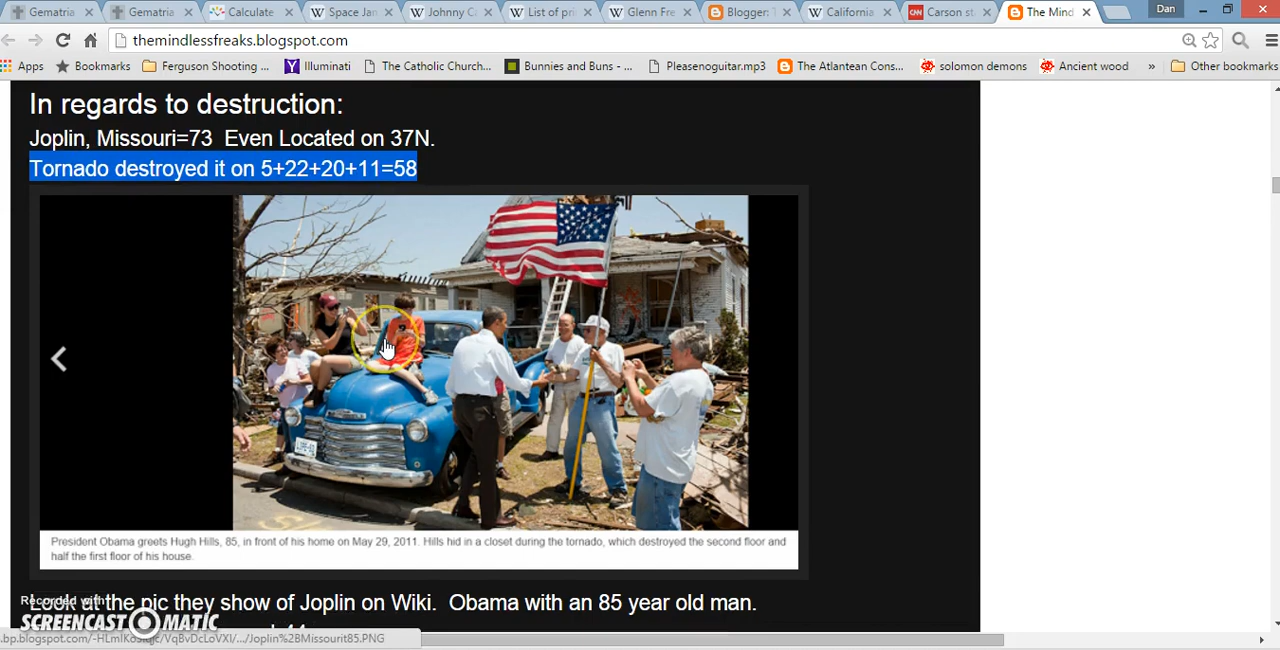 Gematria
Gematria
Calculate
Space Jan
Johnny C
List of pr
Glenn Fre
Blogger: T
California
Carson st
The Mind
Dan
themindlessfreaks.blogspot.com
Apps
Bookmarks
Ferguson Shooting ...
Illuminati
The Catholic Church...
Bunnies and Buns - ...
Pleasenoguitar.mp3
The Atlantean Cons...
solomon demons
Ancient wood
»
Other bookmarks
In regards to destruction:
Joplin, Missouri=73 Even Located on 37N.
Tornado destroyed it on 5+22+20+11=58
President Obama greets Hugh Hills, 85, in front of his home on May 29, 2011. Hills hid in a closet during the tornado, which destroyed the second floor and
half the first floor of his house.
Look at the pic they show of Joplin on Wiki. Obama with an 85 year old man.
Recorded with
SCREENCAST MATIC